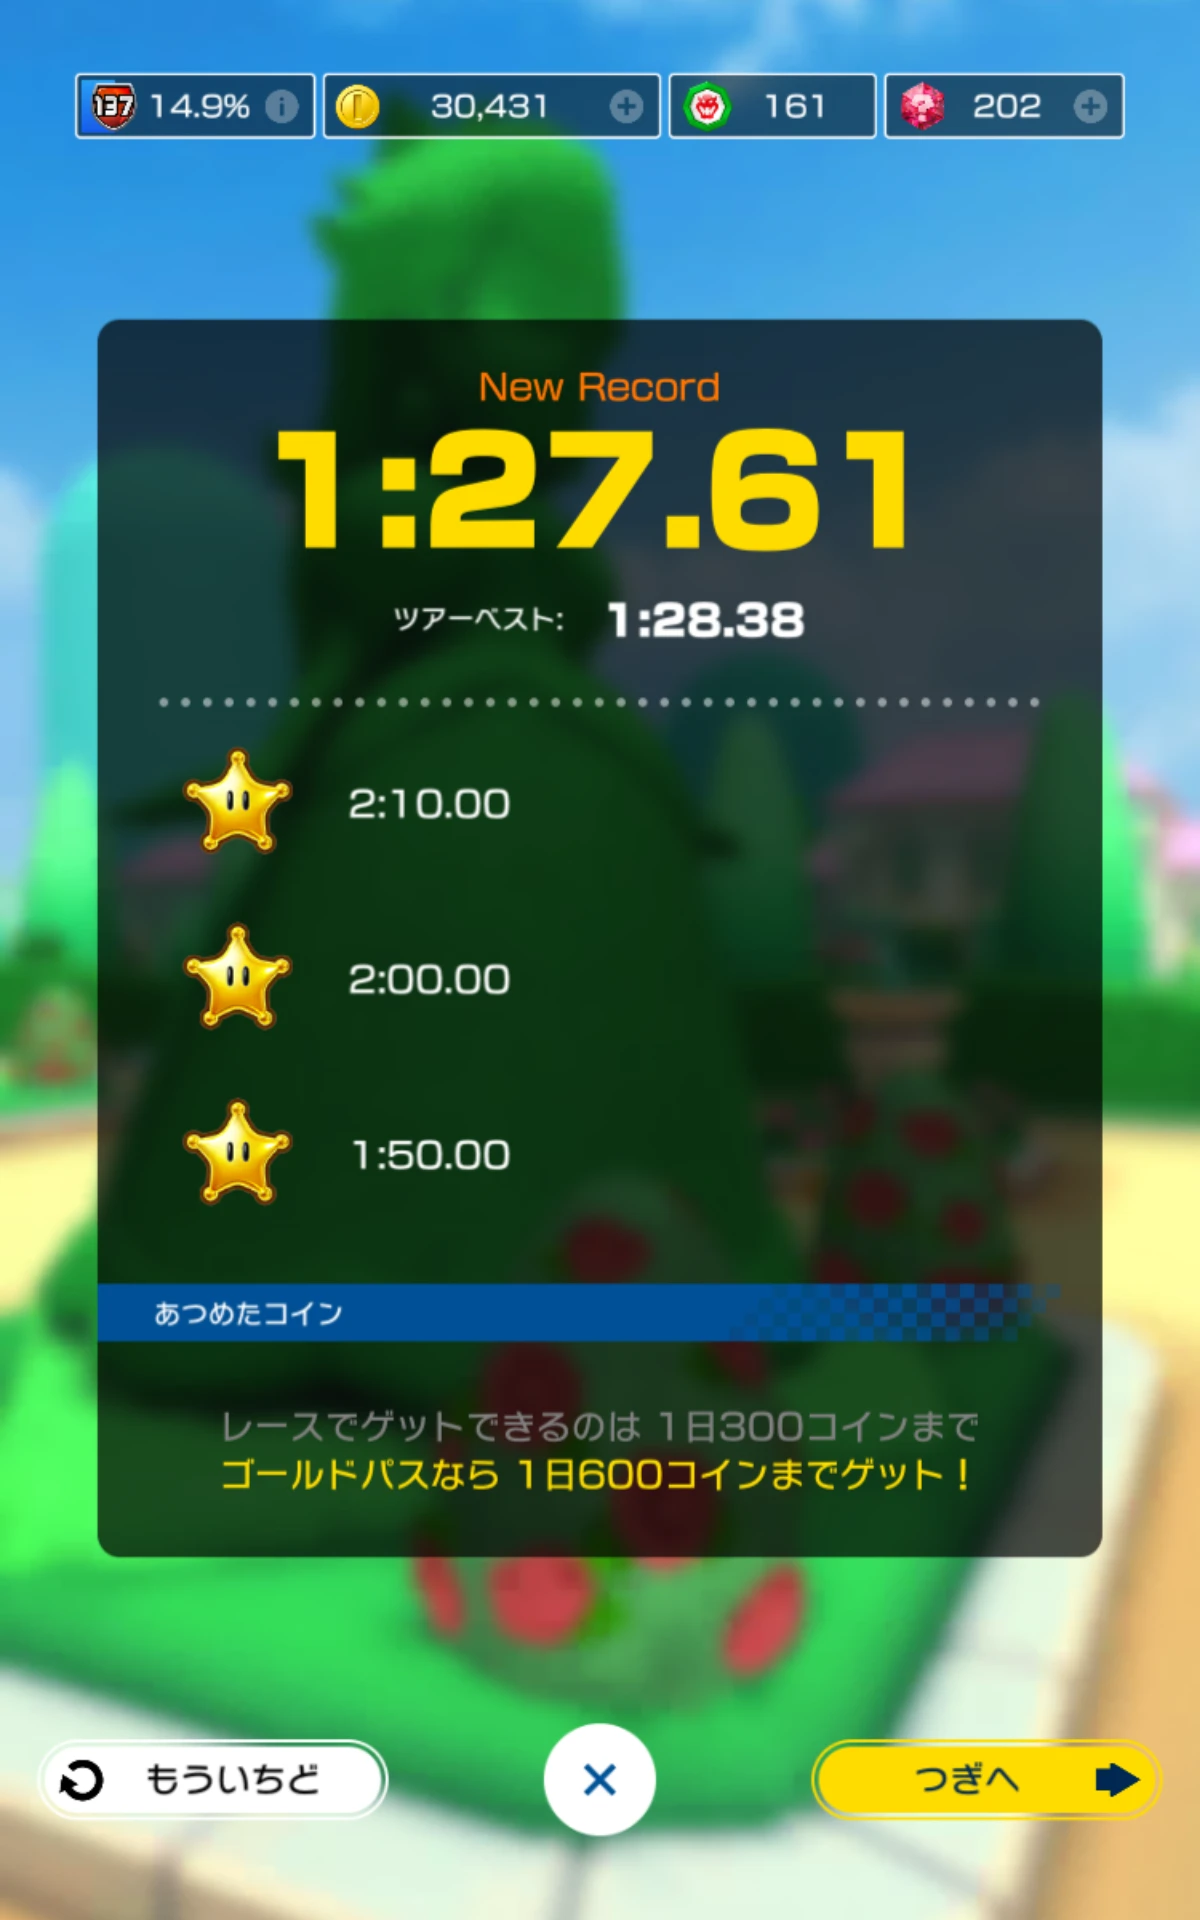 137 14.9% i 30,431 + 161 202 +
New Record
1:27.61
ツアーベスト: 1:28.38
2:10.00
2:00.00
1:50.00
あつめたコイン
レースでゲットできるのは 1日300コインまで
ゴールドパスなら 1日600コインまでゲット！
もういちど × つぎへ